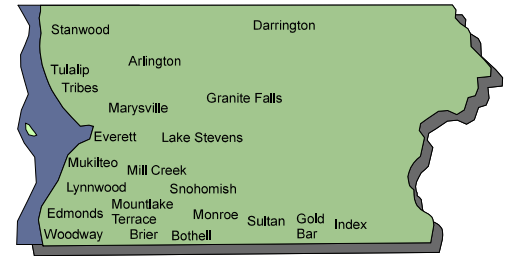 Stanwood
Darrington
Arlington
Tulalip
Tribes
Granite Falls
Marysville
Everett
Lake Stevens
Mukilteo
Mill Creek
Lynnwood
Snohomish
Mountlake
Terrace
Edmonds
Monroe
Sultan
Gold
Bar
Index
Woodway
Brier
Bothell